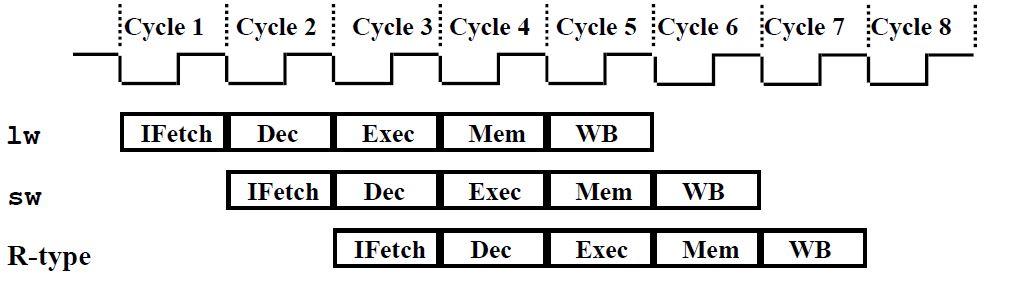 Cycle 1 Cycle 2 Cycle 3 Cycle 4 Cycle 5 Cycle 6 Cycle 7 Cycle 8
lw IFetch Dec Exec Mem WB
sw IFetch Dec Exec Mem WB
R-type IFetch Dec Exec Mem WB